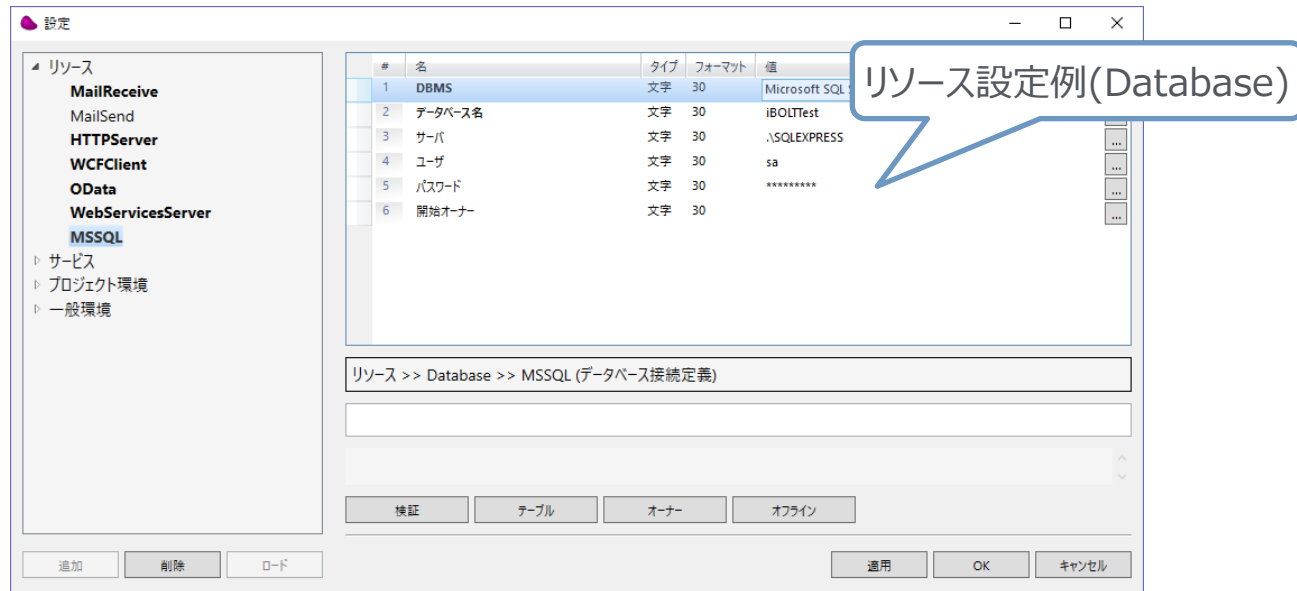 設定
リソース
MailReceive
MailSend
HTTPServer
WCFClient
OData
WebServicesServer
MSSQL
サービス
プロジェクト環境
一般環境
追加 削除 ロード
# 名 タイプ フォーマット 値
1 DBMS 文字 30 Microsoft SQL
2 データベース名 文字 30 iBOLTTest
3 サーバ 文字 30 .\SQLEXPRESS ...
4 ユーザ 文字 30 sa ...
5 パスワード 文字 30 ********* ...
6 開始オーナー 文字 30 ...
リソース設定例(Database)
リソース >> Database >> MSSQL (データベース接続定義)
検証 テーブル オーナー オフライン
適用 OK キャンセル